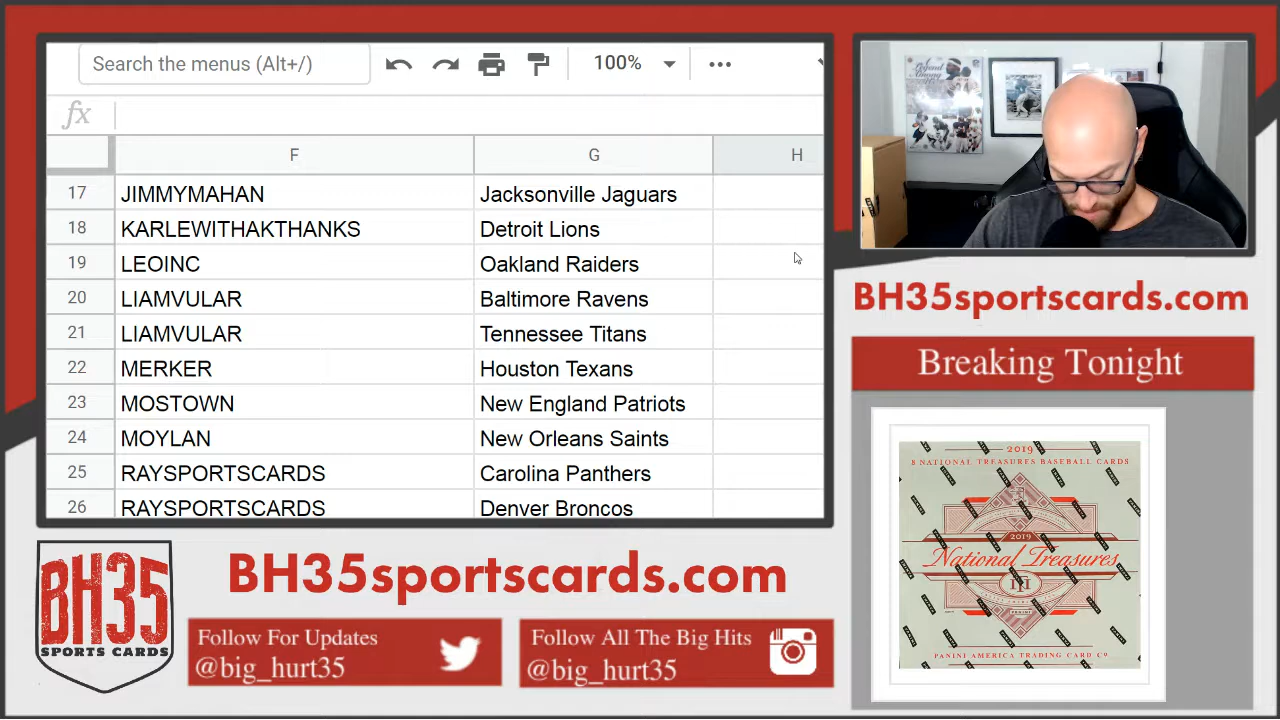 Search the menus (Alt+/)
100%
fx
F G H
17 JIMMYMAHAN Jacksonville Jaguars
18 KARLEWITHAKTHANKS Detroit Lions
19 LEOINC Oakland Raiders
20 LIAMVULAR Baltimore Ravens
21 LIAMVULAR Tennessee Titans
22 MERKER Houston Texans
23 MOSTOWN New England Patriots
24 MOYLAN New Orleans Saints
25 RAYSPORTSCARDS Carolina Panthers
26 RAYSPORTSCARDS Denver Broncos
BH35sportscards.com
Breaking Tonight
2019
8 NATIONAL TREASURES BASEBALL CARDS
2019
National Treasures
PANINI AMERICA TRADING CARD CO
BH35
SPORTS CARDS
BH35sportscards.com
Follow For Updates
@big_hurt35
Follow All The Big Hits
@big_hurt35